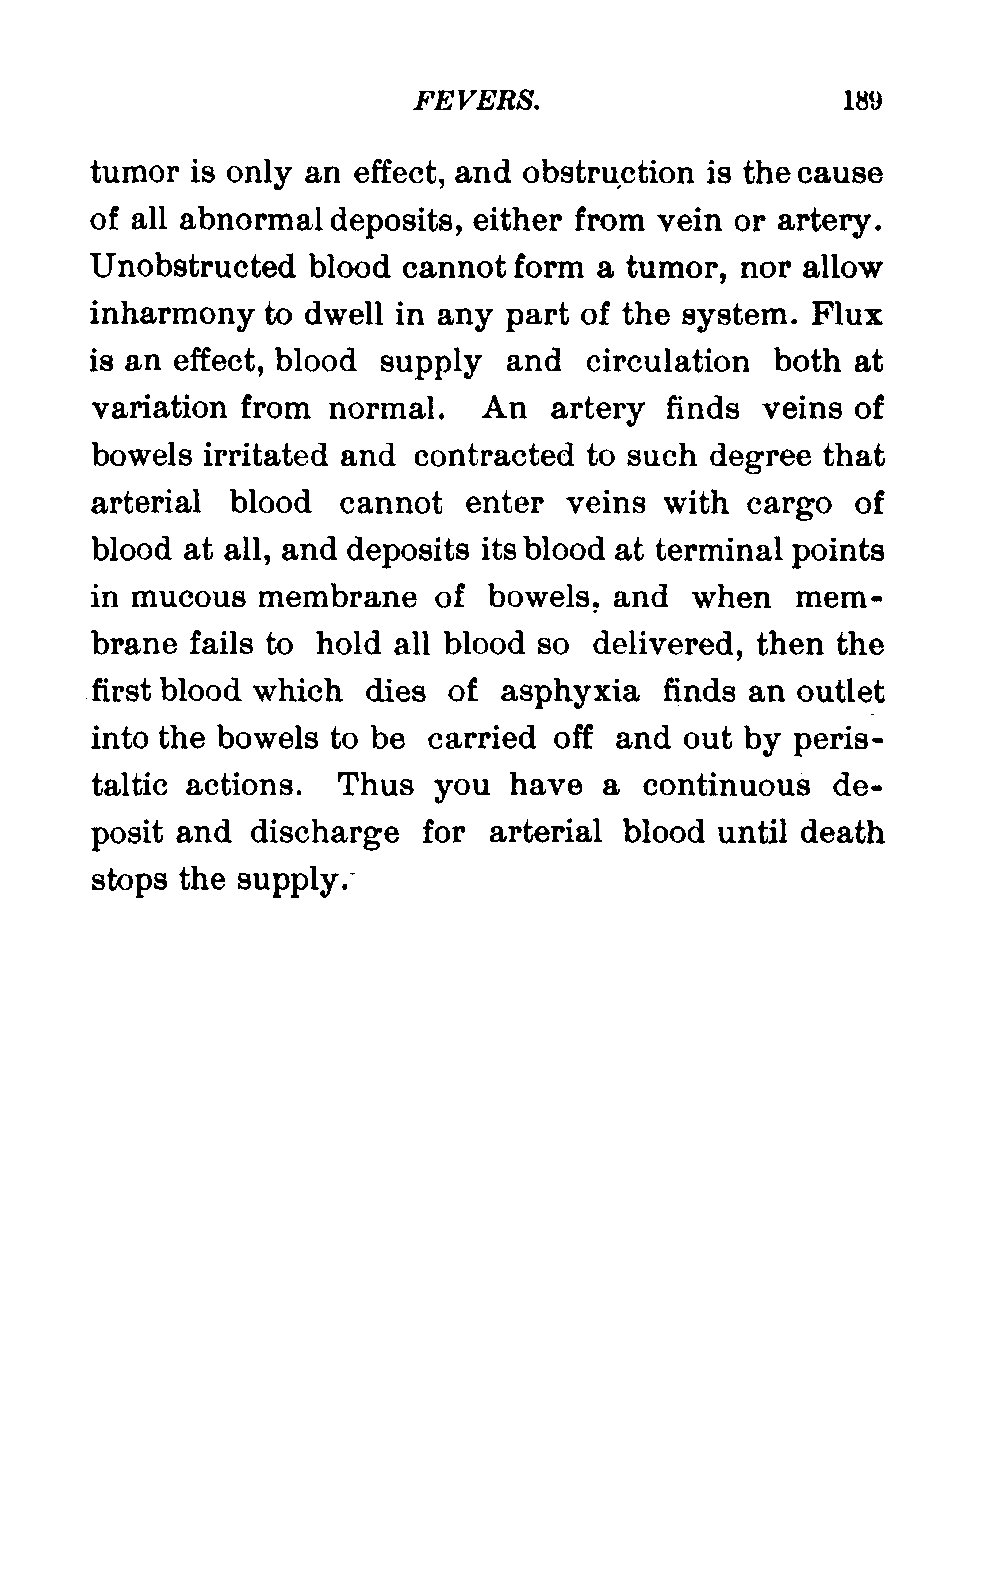 FEVERS. 189
tumor is only an effect, and obstruction is the cause
of all abnormal deposits, either from vein or artery.
Unobstructed blood cannot form a tumor, nor allow
inharmony to dwell in any part of the system. Flux
is an effect, blood supply and circulation both at
variation from normal. An artery finds veins of
bowels irritated and contracted to such degree that
arterial blood cannot enter veins with cargo of
blood at all, and deposits its blood at terminal points
in mucous membrane of bowels, and when mem-
brane fails to hold all blood so delivered, then the
first blood which dies of asphyxia finds an outlet
into the bowels to be carried off and out by peris-
taltic actions. Thus you have a continuous de-
posit and discharge for arterial blood until death
stops the supply.